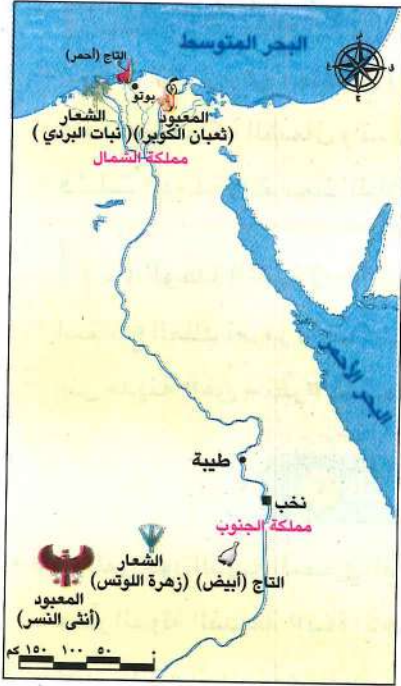 البحر المتوسط
التاج (أحمر)
بوتو
الشعار
(نبات البردي)
المعبود
(ثعبان الكوبرا)
مملكة الشمال
البحر الأحمر
طيبة
نخب
مملكة الجنوب
التاج (أبيض)
الشعار
(زهرة اللوتس)
المعبود
(أنثى النسر)
٠ ٥٠ ١٠٠ ١٥٠ كم